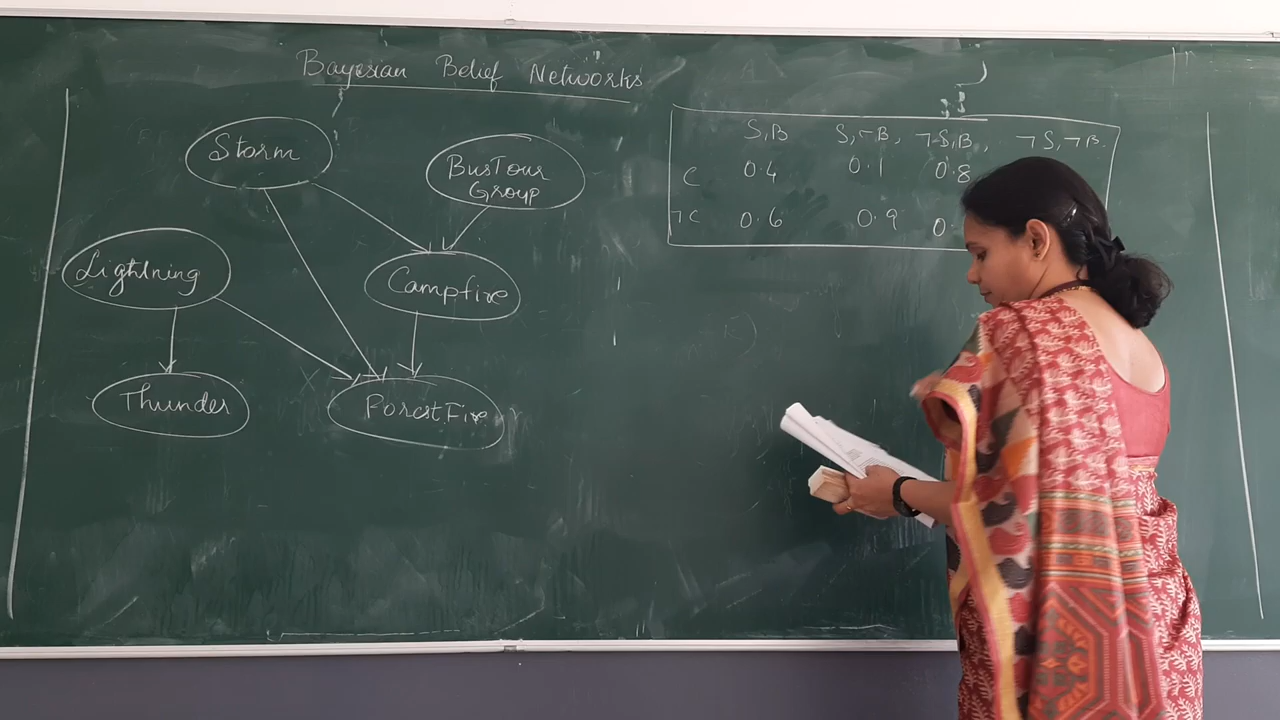 Bayesian Belief Networks
Storm
BusTour
Group
Lightning
Campfire
Thunder
ForestFire
S,B S,¬B, ¬S,B, ¬S,¬B.
C 0.4 0.1 0.8
¬C 0.6 0.9 0.